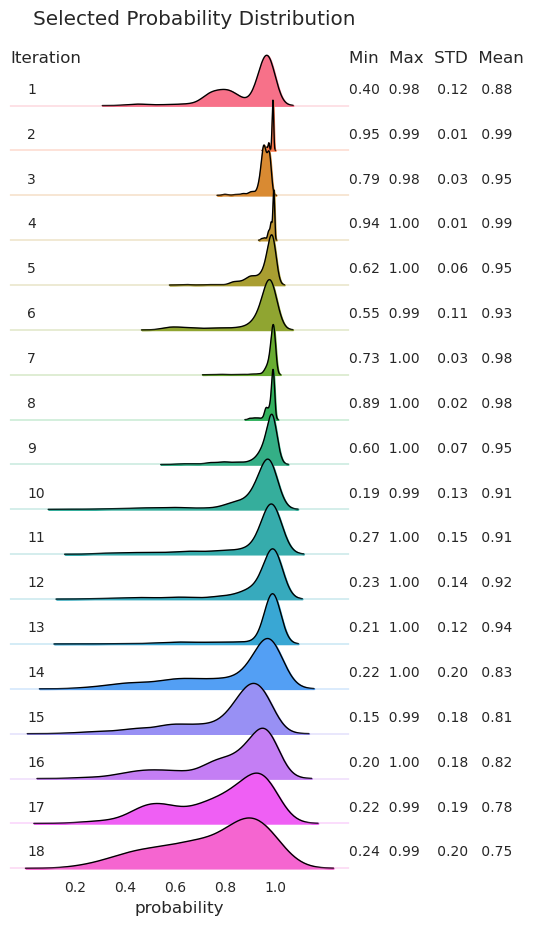 Selected Probability Distribution
Iteration Min Max STD Mean
1 0.40 0.98 0.12 0.88
2 0.95 0.99 0.01 0.99
3 0.79 0.98 0.03 0.95
4 0.94 1.00 0.01 0.99
5 0.62 1.00 0.06 0.95
6 0.55 0.99 0.11 0.93
7 0.73 1.00 0.03 0.98
8 0.89 1.00 0.02 0.98
9 0.60 1.00 0.07 0.95
10 0.19 0.99 0.13 0.91
11 0.27 1.00 0.15 0.91
12 0.23 1.00 0.14 0.92
13 0.21 1.00 0.12 0.94
14 0.22 1.00 0.20 0.83
15 0.15 0.99 0.18 0.81
16 0.20 1.00 0.18 0.82
17 0.22 0.99 0.19 0.78
18 0.24 0.99 0.20 0.75
0.2 0.4 0.6 0.8 1.0
probability